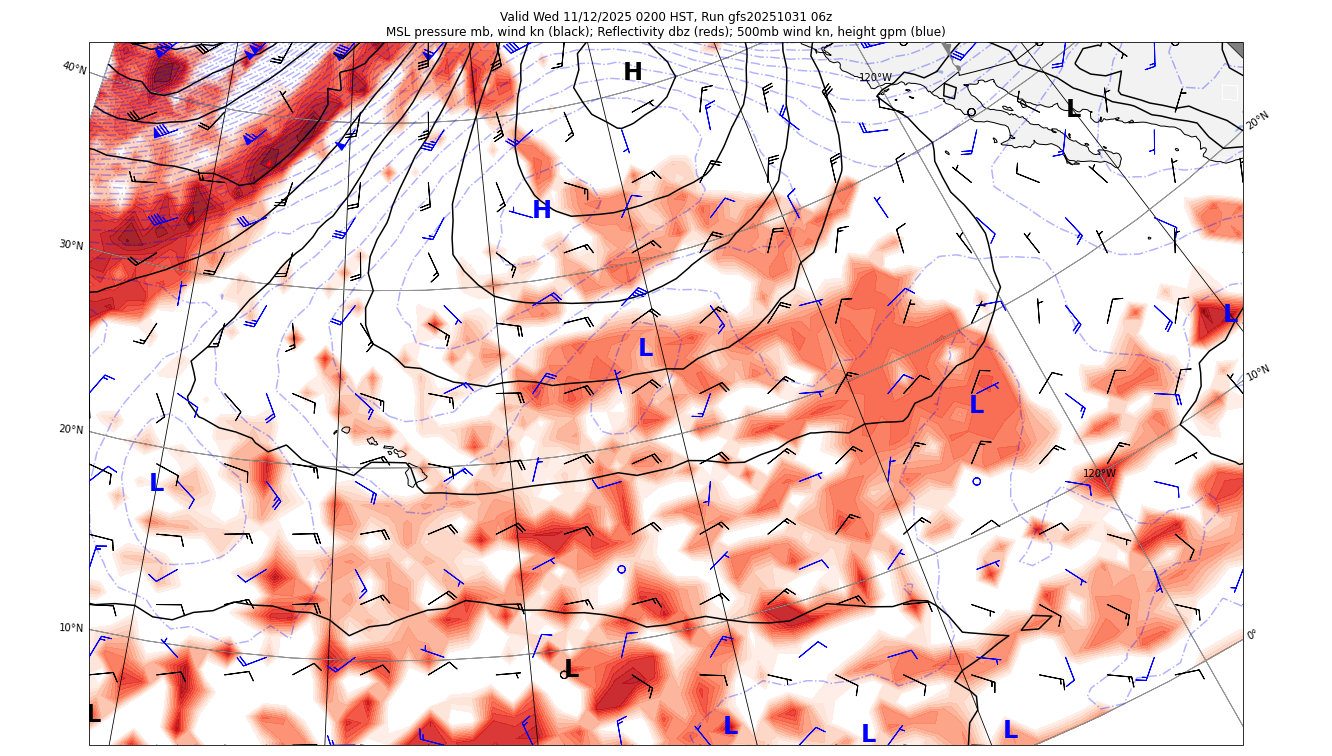 Valid Wed 11/12/2025 0200 HST, Run gfs20251031 06z
MSL pressure mb, wind kn (black); Reflectivity dbz (reds); 500mb wind kn, height gpm (blue)
40°N
H
120°W
L
20°N
H
30°N
L
L
10°N
L
20°N
L
120°W
10°N
0°
L
L
L
L
L